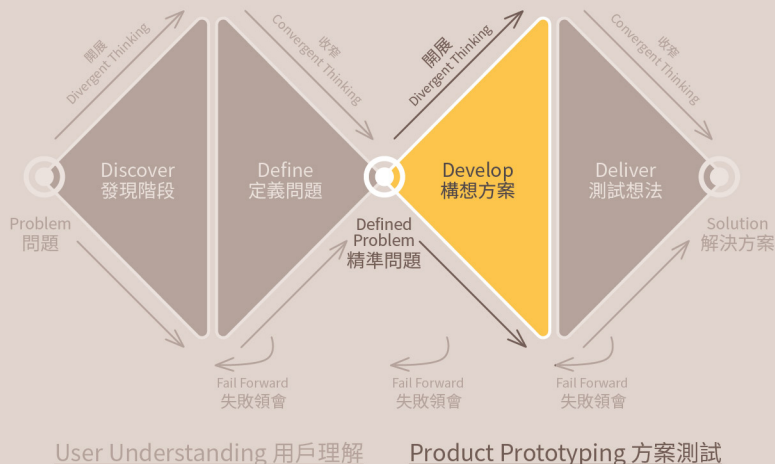 開展
Divergent Thinking
收窄
Convergent Thinking
開展
Divergent Thinking
收窄
Convergent Thinking
Discover
發現階段
Define
定義問題
Develop
構想方案
Deliver
測試想法
Problem
問題
Defined
Problem
精準問題
Solution
解決方案
Fail Forward
失敗領會
Fail Forward
失敗領會
Fail Forward
失敗領會
User Understanding 用戶理解
Product Prototyping 方案測試